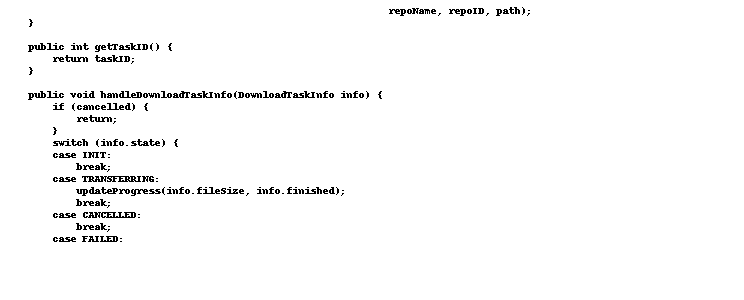 repoName, repoID, path);
}
public int getTaskID() {
return taskID;
}
public void handleDownloadTaskInfo(DownloadTaskInfo info) {
if (cancelled) {
return;
}
switch (info.state) {
case INIT:
break;
case TRANSFERRING:
updateProgress(info.fileSize, info.finished);
break;
case CANCELLED:
break;
case FAILED: